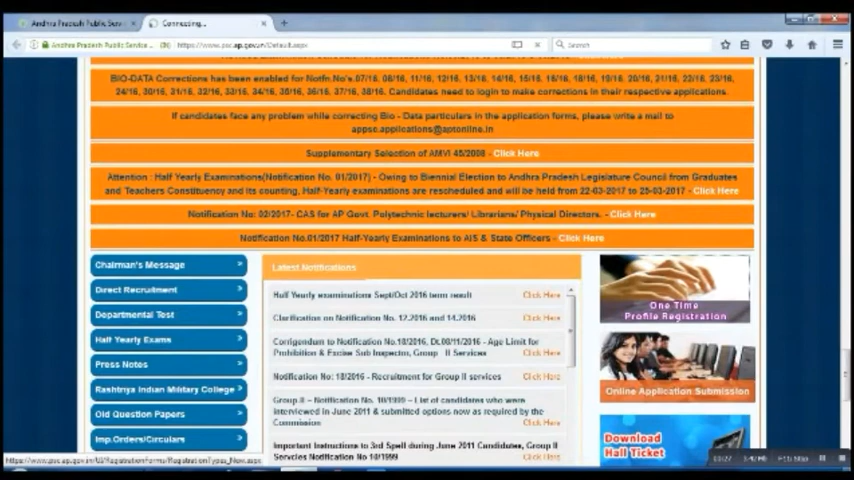 Andhra Pradesh Public Serv...
Connecting...
Andhra Pradesh Public Service ... (IN)
https://www.psc.ap.gov.in/Default.aspx
Search
BIO-DATA Corrections has been enabled for Notfn.No's.07/16, 08/16, 11/16, 12/16, 13/16, 14/16, 15/16, 16/16, 18/16, 19/16, 20/16, 21/16, 22/16, 23/16,
24/16, 30/16, 31/16, 32/16, 33/16, 34/16, 35/16, 36/16, 37/16, 38/16. Candidates need to login to make corrections in their respective applications.
If candidates face any problem while correcting Bio - Data particulars in the application forms, please write a mail to
appsc.applications@aptonline.in
Supplementary Selection of AMVI 45/2008 - Click Here
Attention : Half Yearly Examinations(Notification No. 01/2017) - Owing to Biennial Election to Andhra Pradesh Legislature Council from Graduates
and Teachers Constituency and its counting, Half-Yearly examinations are rescheduled and will be held from 22-03-2017 to 25-03-2017 - Click Here
Notification No: 02/2017- CAS for AP Govt. Polytechnic lecturers/ Librarians/ Physical Directors. - Click Here
Notification No.01/2017 Half-Yearly Examinations to AIS & State Officers - Click Here
Chairman's Message
Direct Recruitment
Departmental Test
Half Yearly Exams
Press Notes
Rashtriya Indian Military College
Old Question Papers
Imp.Orders/Circulars
Latest Notifications
Half Yearly examinations Sept/Oct 2016 term result Click Here
Clarification on Notification No. 12.2016 and 14.2016 Click Here
Corrigendum to Notification No.18/2016, Dt.08/11/2016 - Age Limit for
Prohibition & Excise Sub Inspector, Group II Services Click Here
Notification No: 18/2016 - Recruitment for Group II services Click Here
Group II – Notification No. 10/1999 – List of candidates who were
interviewed in June 2011 & submitted options now as required by the
Commission Click Here
Important Instructions to 3rd Spell during June 2011 Candidates, Group II
Services Notification No 10/1999 Click Here
One Time
Profile Registration
Online Application Submission
Download
Hall Ticket
https://www.psc.ap.gov.in/UI/RegistrationForms/RegistrationTypes_New.aspx